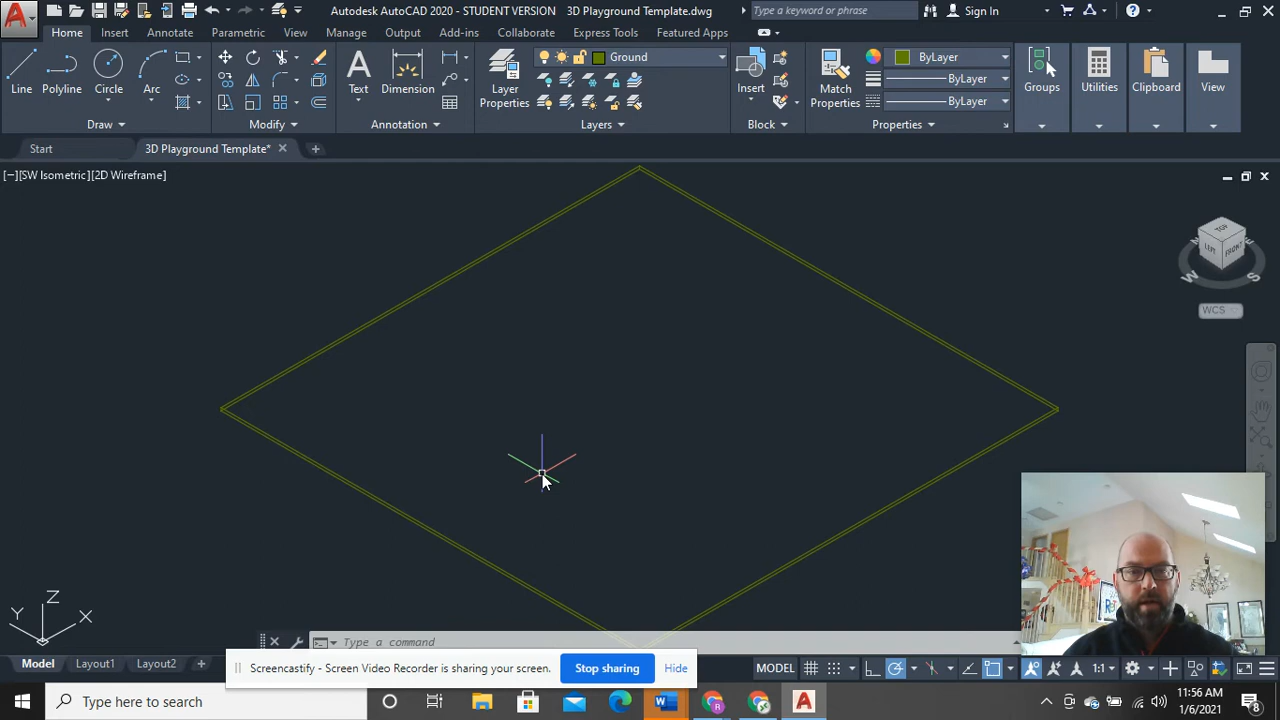 Autodesk AutoCAD 2020 - STUDENT VERSION 3D Playground Template.dwg
Type a keyword or phrase
Sign In
Home Insert Annotate Parametric View Manage Output Add-ins Collaborate Express Tools Featured Apps
Line Polyline Circle Arc
Text Dimension
Layer Properties
Ground
Insert
Match Properties
ByLayer
ByLayer
ByLayer
Groups Utilities Clipboard View
Draw Modify Annotation Layers Block Properties
Start 3D Playground Template*
[−][SW Isometric][2D Wireframe]
TOP
LEFT FRONT
W S
WCS
Z
Y X
Type a command
Model Layout1 Layout2
Screencastify - Screen Video Recorder is sharing your screen. Stop sharing Hide
MODEL 1:1
Type here to search
11:56 AM
1/6/2021
8